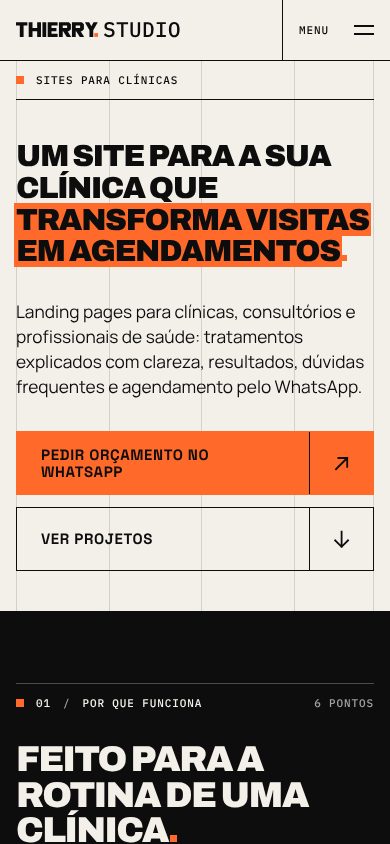 THIERRY.STUDIO
MENU
SITES PARA CLÍNICAS
UM SITE PARA A SUA
CLÍNICA QUE
TRANSFORMA VISITAS
EM AGENDAMENTOS.
Landing pages para clínicas, consultórios e
profissionais de saúde: tratamentos
explicados com clareza, resultados, dúvidas
frequentes e agendamento pelo WhatsApp.
PEDIR ORÇAMENTO NO
WHATSAPP
VER PROJETOS
01 / POR QUE FUNCIONA
6 PONTOS
FEITO PARA A
ROTINA DE UMA
CLÍNICA.